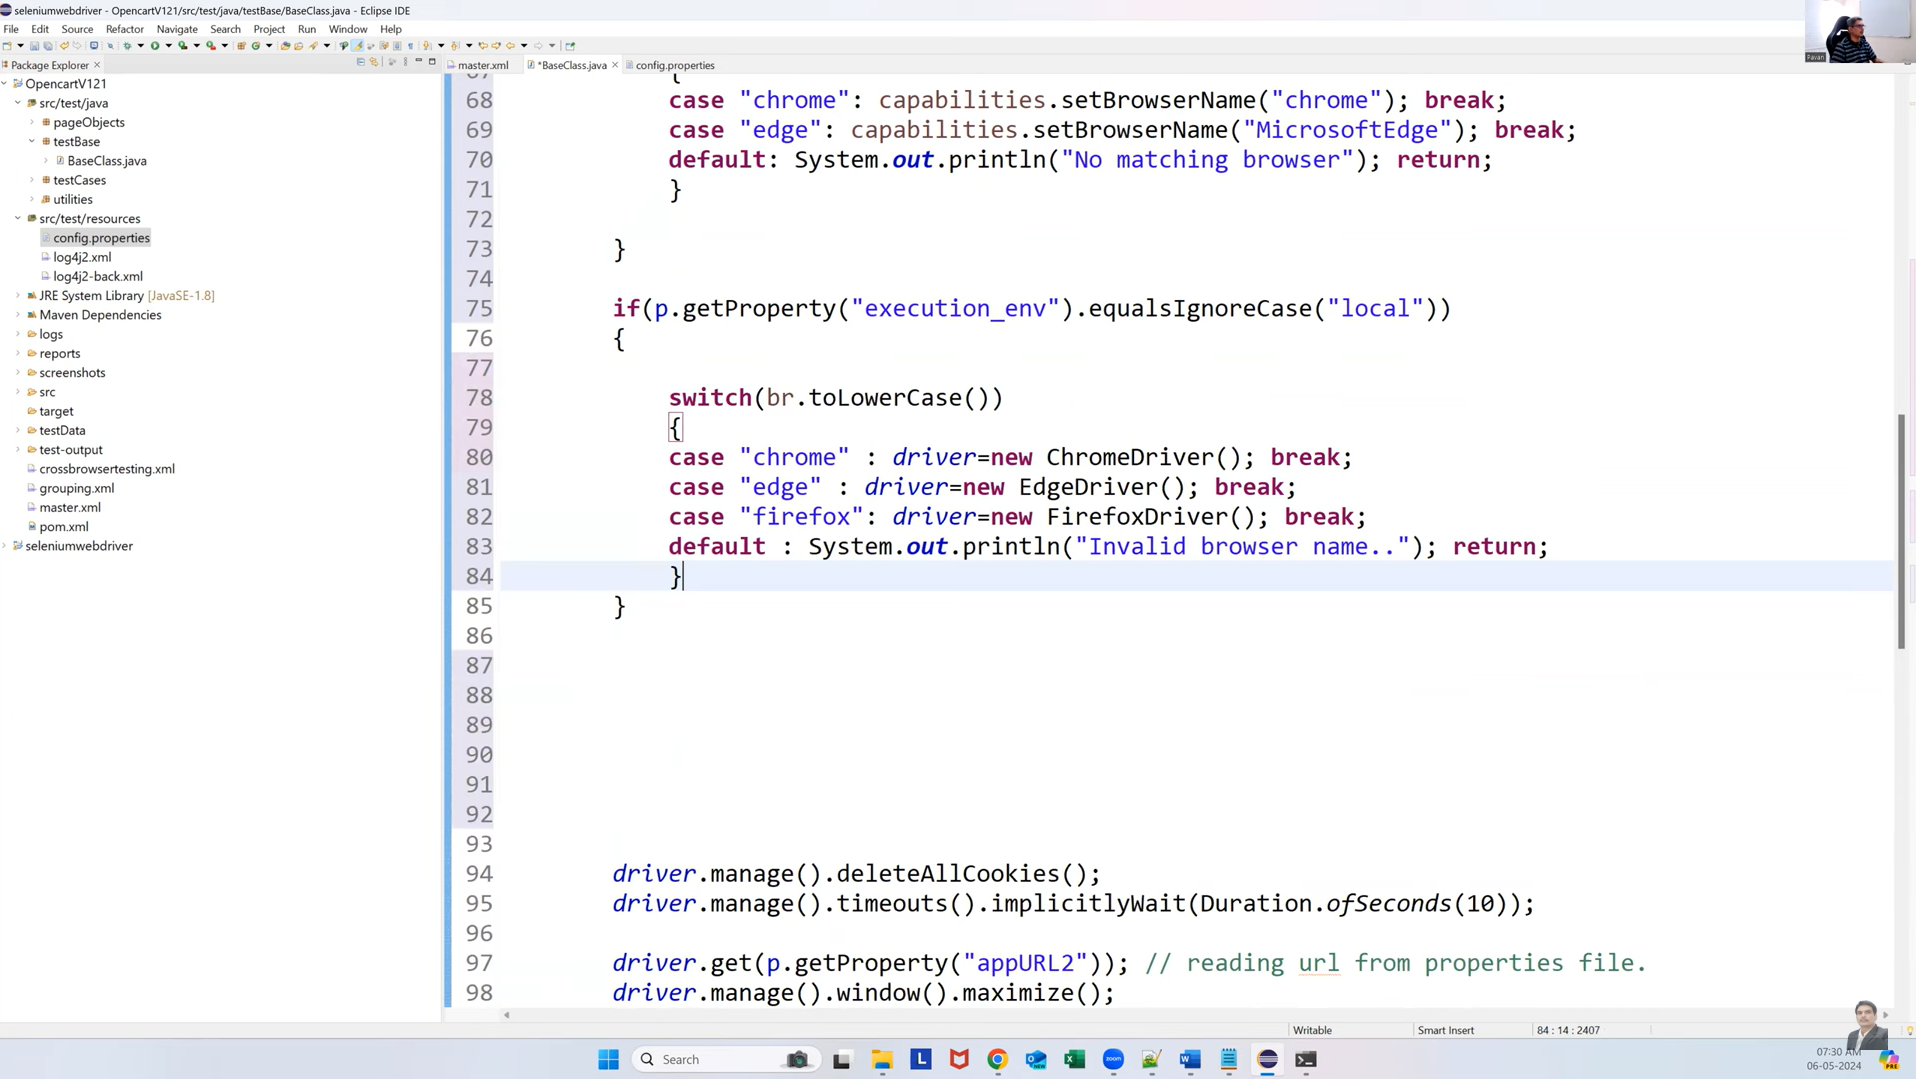 seleniumwebdriver - OpencartV121/src/test/java/testBase/BaseClass.java - Eclipse IDE
File Edit Source Refactor Navigate Search Project Run Window Help
Package Explorer
master.xml *BaseClass.java config.properties
OpencartV121
src/test/java
pageObjects
testBase
BaseClass.java
testCases
utilities
src/test/resources
config.properties
log4j2.xml
log4j2-back.xml
JRE System Library [JavaSE-1.8]
Maven Dependencies
logs
reports
screenshots
src
target
testData
test-output
crossbrowsertesting.xml
grouping.xml
master.xml
pom.xml
seleniumwebdriver
67 {
68 case "chrome": capabilities.setBrowserName("chrome"); break;
69 case "edge": capabilities.setBrowserName("MicrosoftEdge"); break;
70 default: System.out.println("No matching browser"); return;
71 }
72
73 }
74
75 if(p.getProperty("execution_env").equalsIgnoreCase("local"))
76 {
77
78 switch(br.toLowerCase())
79 {
80 case "chrome" : driver=new ChromeDriver(); break;
81 case "edge" : driver=new EdgeDriver(); break;
82 case "firefox": driver=new FirefoxDriver(); break;
83 default : System.out.println("Invalid browser name.."); return;
84 }
85 }
86
87
88
89
90
91
92
93
94 driver.manage().deleteAllCookies();
95 driver.manage().timeouts().implicitlyWait(Duration.ofSeconds(10));
96
97 driver.get(p.getProperty("appURL2")); // reading url from properties file.
98 driver.manage().window().maximize();
Writable Smart Insert 84 : 14 : 2407
Search
07:30 AM
06-05-2024
Pavan